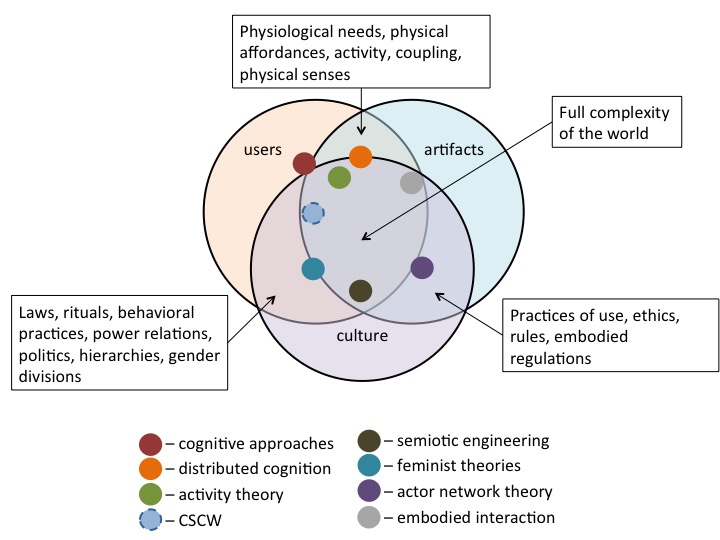 Physiological needs, physical
affordances, activity, coupling,
physical senses
Full complexity
of the world
users
artifacts
Laws, rituals, behavioral
practices, power relations,
politics, hierarchies, gender
divisions
culture
Practices of use, ethics,
rules, embodied
regulations
– cognitive approaches
– distributed cognition
– activity theory
– CSCW
– semiotic engineering
– feminist theories
– actor network theory
– embodied interaction